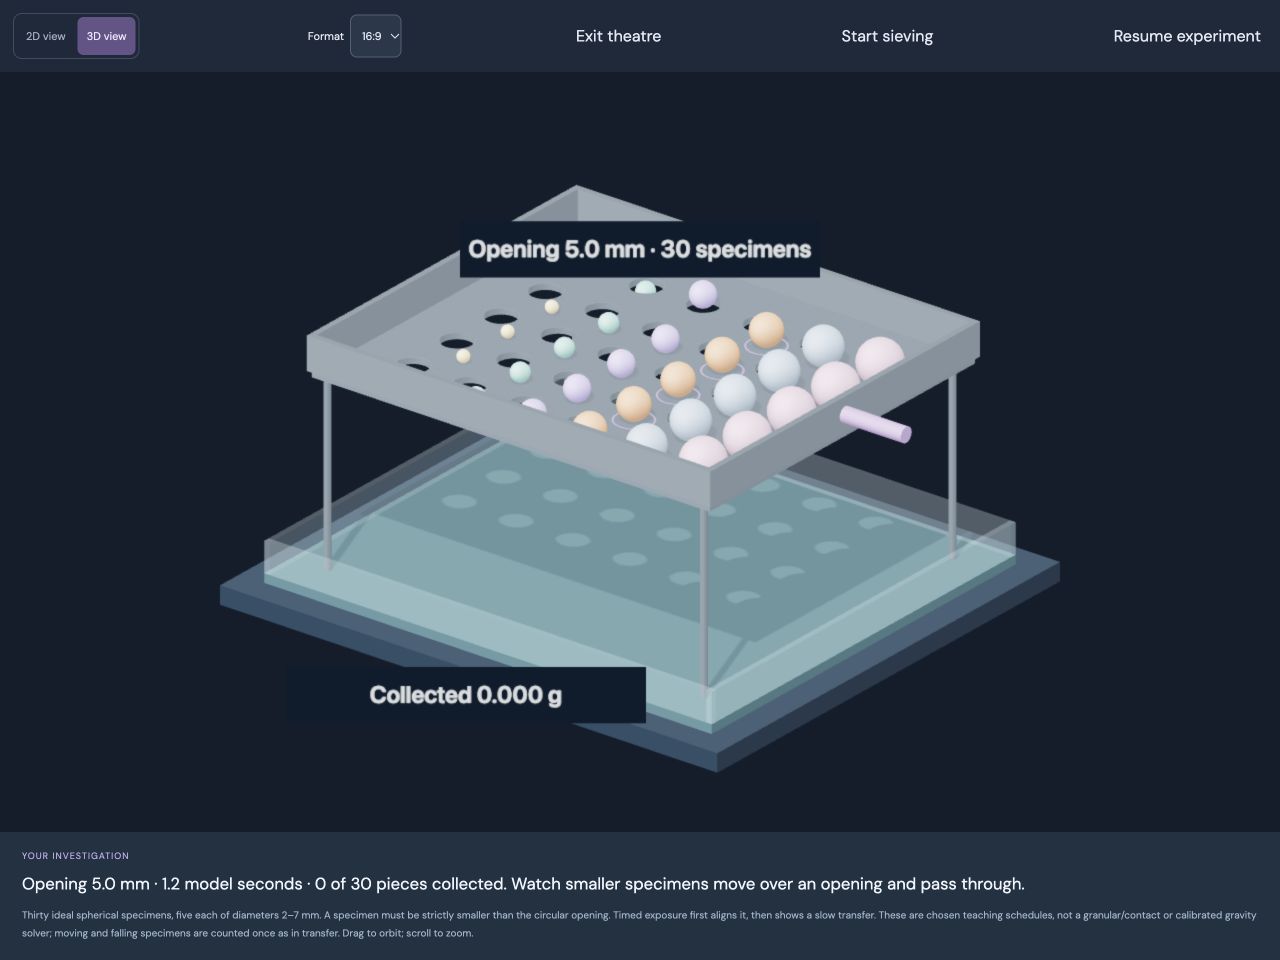 2D view
3D view
Format
16:9
Exit theatre
Start sieving
Resume experiment
Opening 5.0 mm · 30 specimens
Collected 0.000 g
YOUR INVESTIGATION
Opening 5.0 mm · 1.2 model seconds · 0 of 30 pieces collected. Watch smaller specimens move over an opening and pass through.
Thirty ideal spherical specimens, five each of diameters 2–7 mm. A specimen must be strictly smaller than the circular opening. Timed exposure first aligns it, then shows a slow transfer. These are chosen teaching schedules, not a granular/contact or calibrated gravity
solver; moving and falling specimens are counted once as in transfer. Drag to orbit; scroll to zoom.